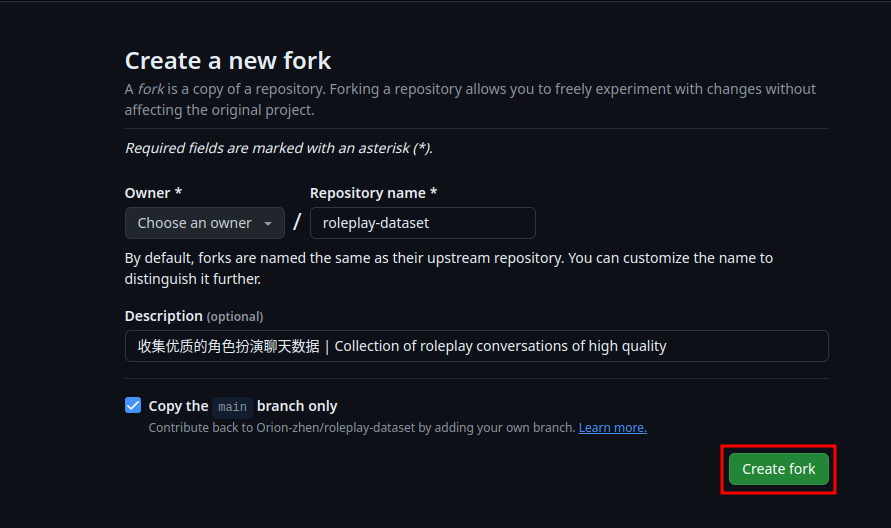 Create a new fork
A fork is a copy of a repository. Forking a repository allows you to freely experiment with changes without
affecting the original project.
Required fields are marked with an asterisk (*).
Owner * Repository name *
Choose an owner / roleplay-dataset
By default, forks are named the same as their upstream repository. You can customize the name to
distinguish it further.
Description (optional)
收集优质的角色扮演聊天数据 | Collection of roleplay conversations of high quality
Copy the main branch only
Contribute back to Orion-zhen/roleplay-dataset by adding your own branch. Learn more.
Create fork